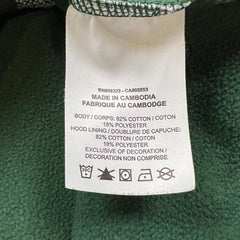 RN#56323 - CA#05553
MADE IN CAMBODIA
FABRIQUE AU CAMBODGE
BODY / CORPS: 82% COTTON / COTON
18% POLYESTER
HOOD LINING / DOUBLURE DE CAPUCHE:
82% COTTON / COTON
18% POLYESTER
EXCLUSIVE OF DECORATION /
DECORATION NON COMPRISE